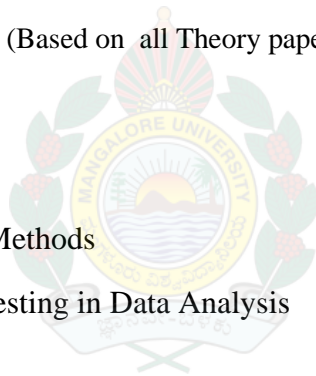 (Based on all Theory pape
MANGALORE UNIVERSITY
Methods
esting in Data Analysis